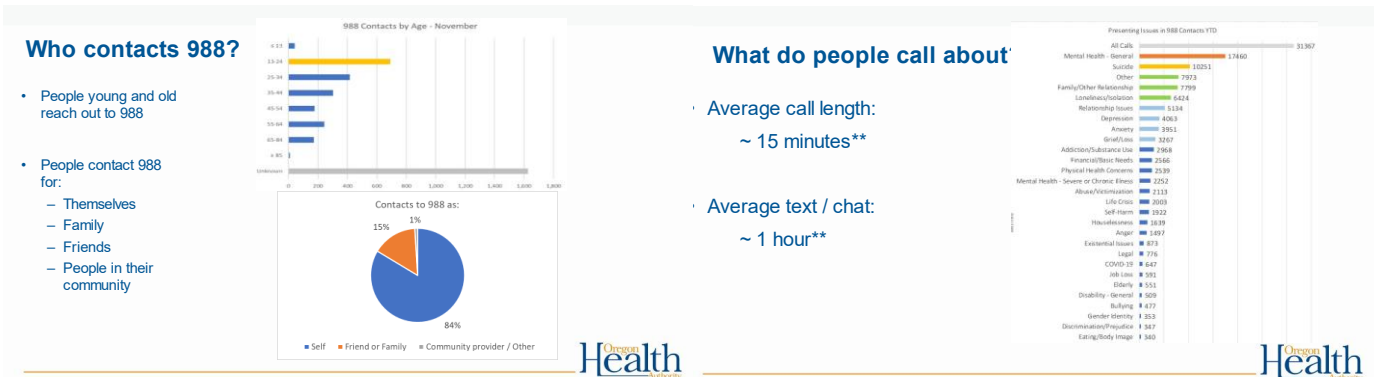 Who contacts 988?
• People young and old
reach out to 988
• People contact 988
for:
– Themselves
– Family
– Friends
– People in their
community
988 Contacts by Age - November
13-24
25-34
35-44
45-54
55-64
65-84
Unknown
0 200 400 600 800 1,000 1,200 1,400 1,600 1,800
Contacts to 988 as:
1%
15%
84%
Self Friend or Family Community provider / Other
Oregon
Health
Authority
What do people call about?
Average call length:
~ 15 minutes**
Average text / chat:
~ 1 hour**
Presenting Issues in 988 Contacts YTD
All Calls 31367
Mental Health - General 17460
Suicide 10251
Other 7973
Family/Other Relationship 7799
Loneliness/Isolation 6424
Relationship Issues 5134
Depression 4063
Anxiety 3951
Grief/Loss 3267
Addiction/Substance Use 2968
Financial/Basic Needs 2566
Physical Health Concerns 2539
Mental Health - Severe or Chronic Illness 2252
Abuse/Victimization 2113
Life Crisis 2003
Self-Harm 1922
Houselessness 1639
Anger 1497
Existential Issues 873
Legal 776
COVID-19 647
Job Loss 591
Elderly 551
Disability - General 509
Bullying 477
Gender Identity 353
Discrimination/Prejudice 347
Eating/Body Image 340
Oregon
Health